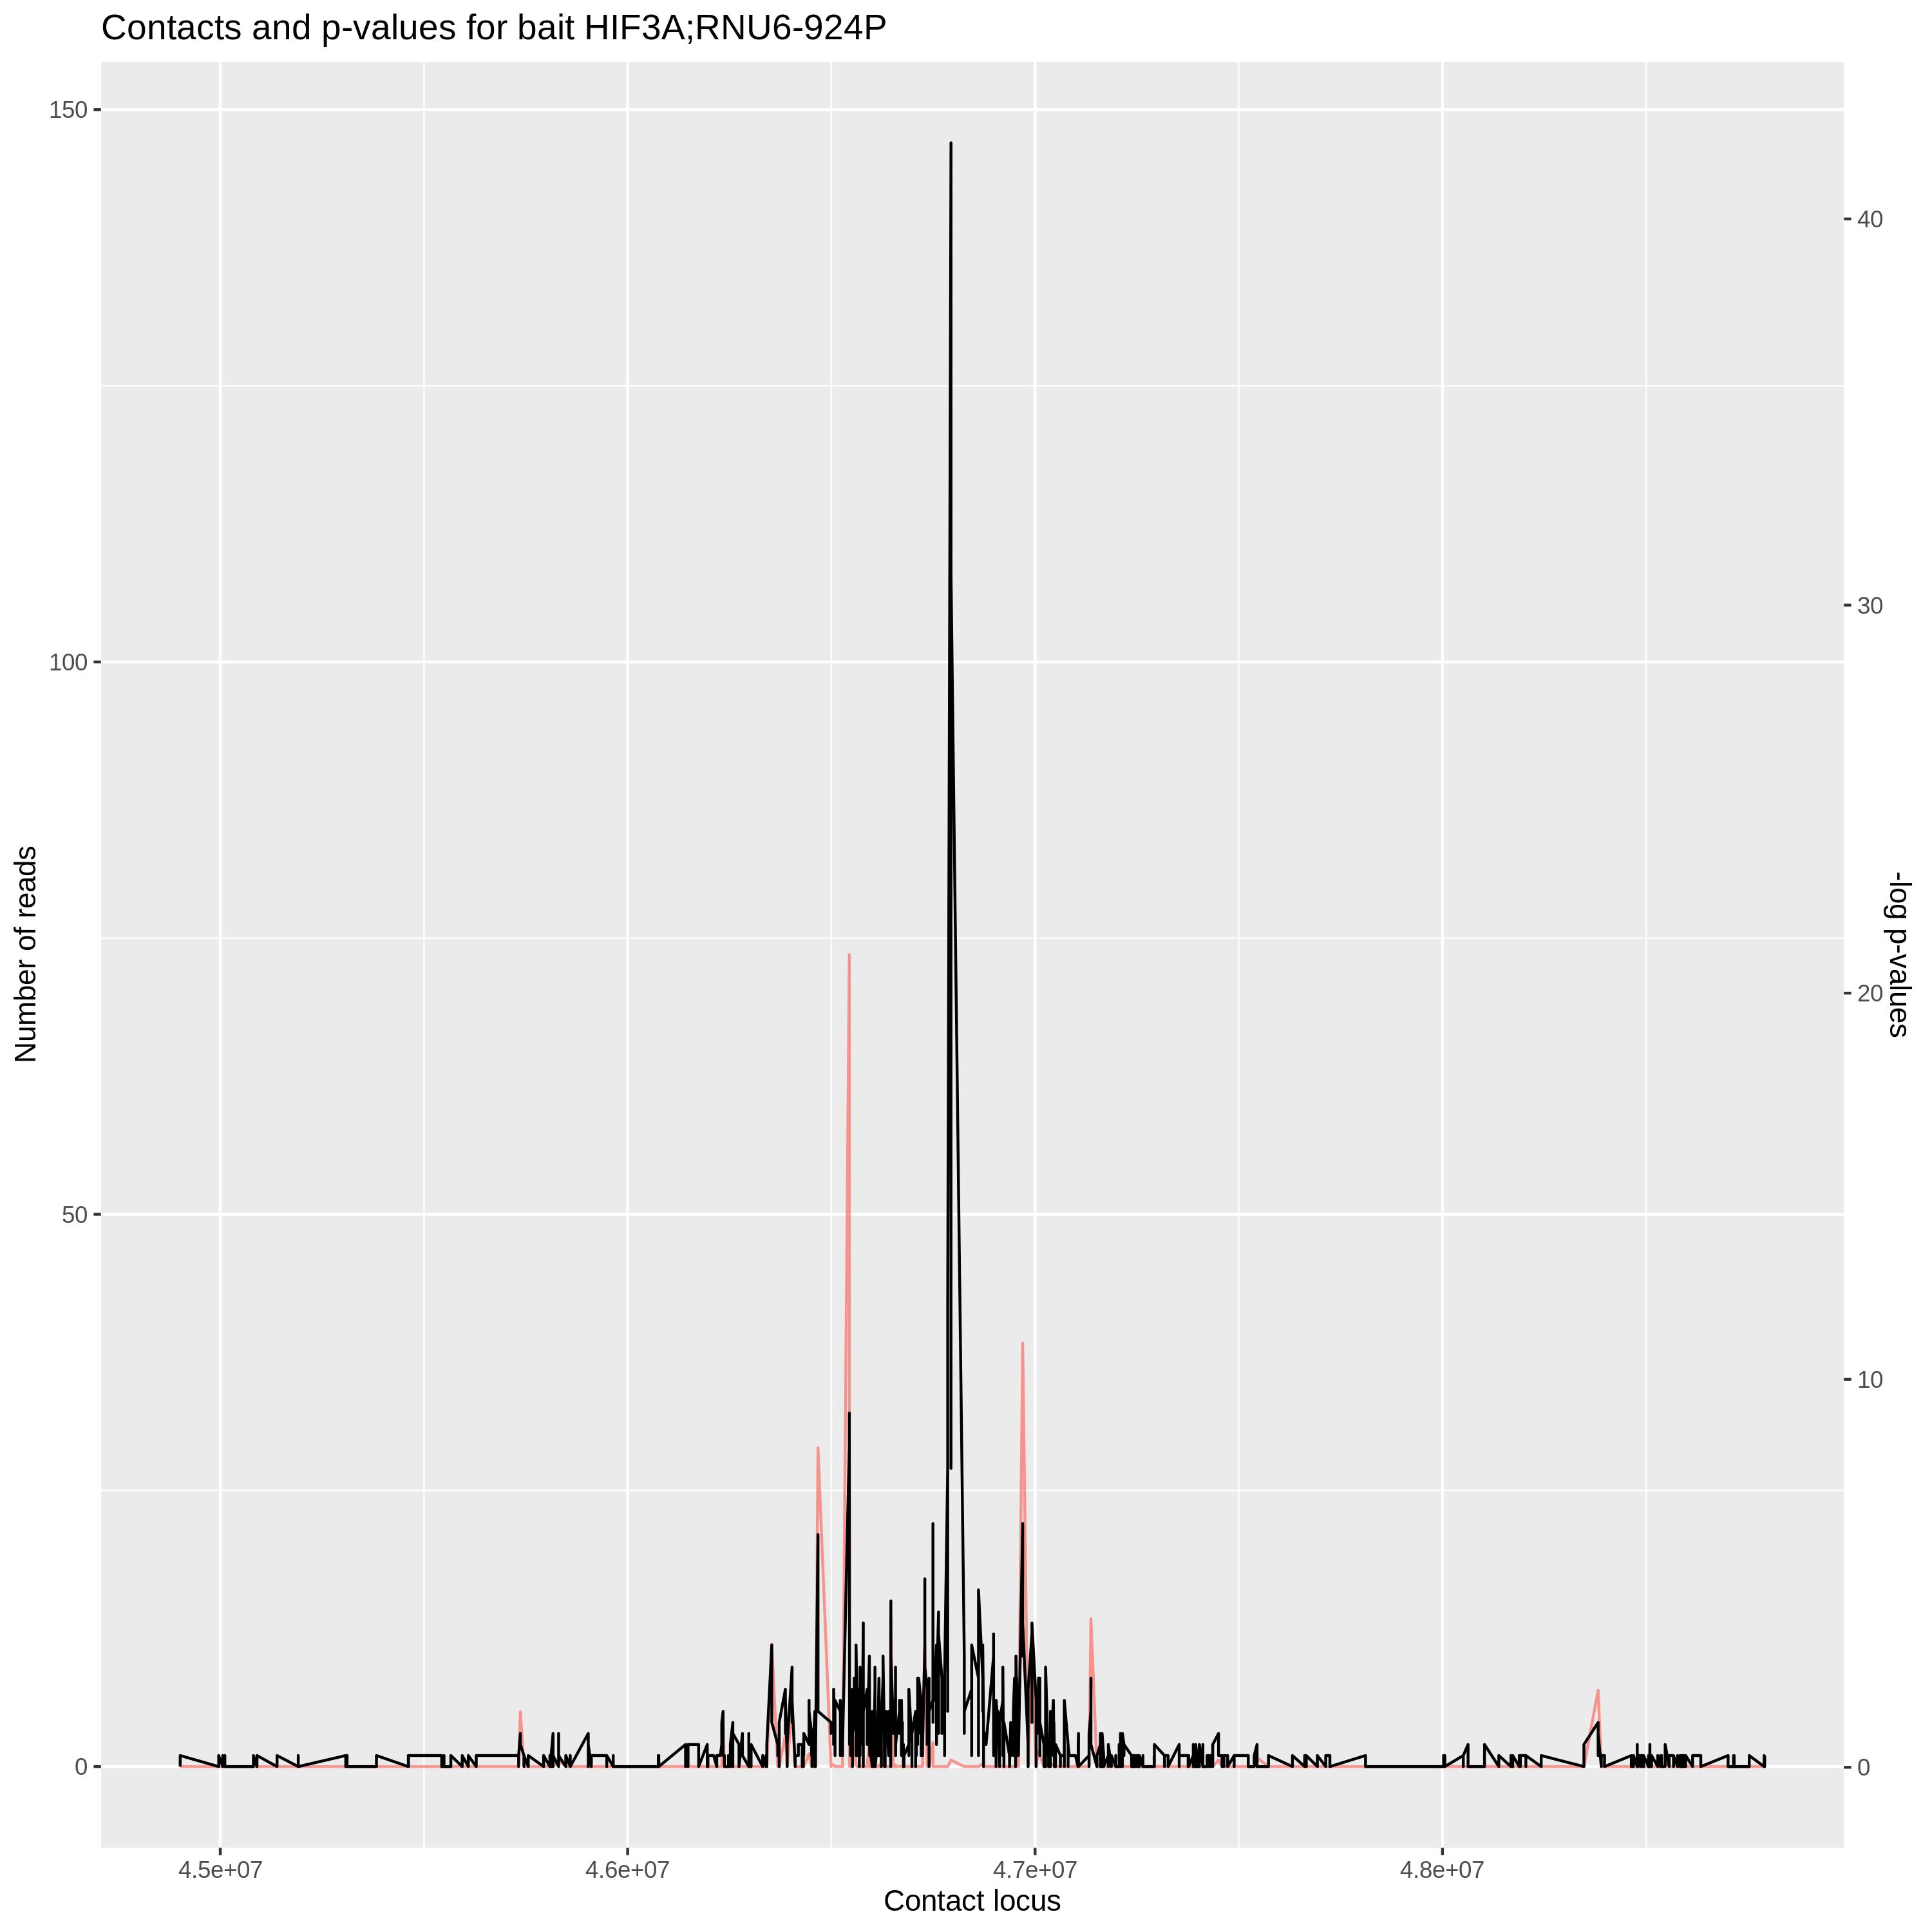 Contacts and p-values for bait HIF3A;RNU6-924P
150
100
50
0
Number of reads
40
30
20
10
0
-log p-values
4.5e+07
4.6e+07
4.7e+07
4.8e+07
Contact locus